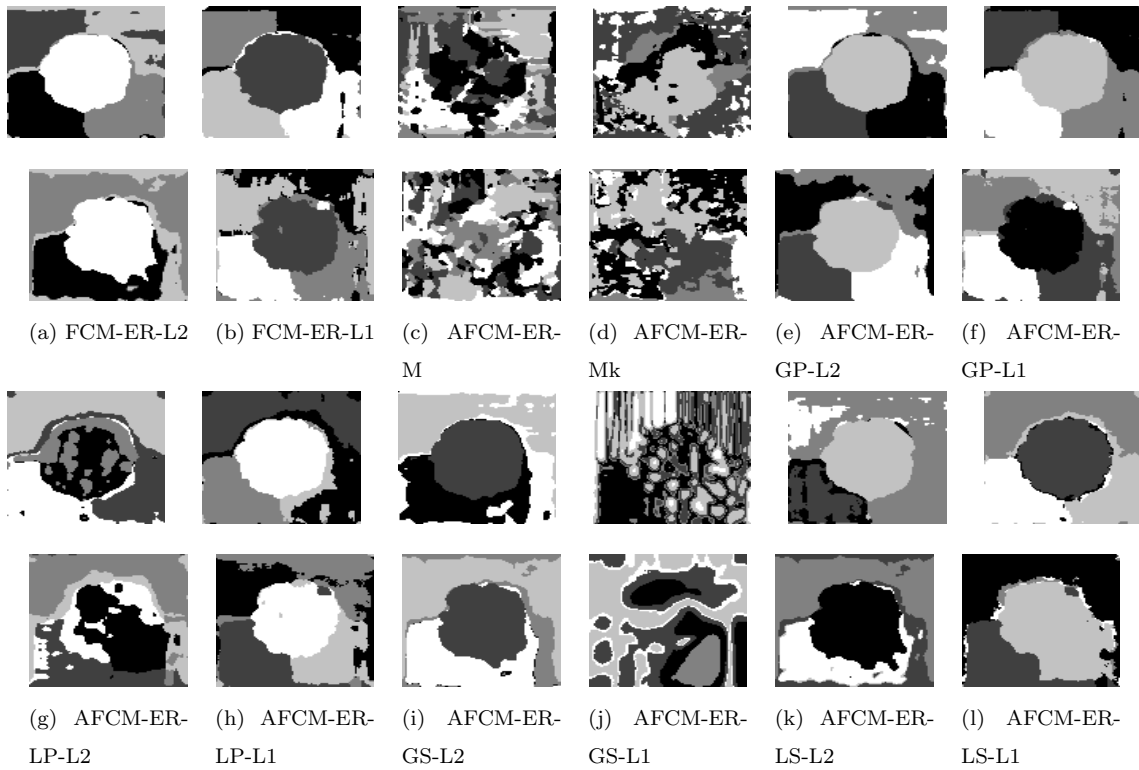 (a) FCM-ER-L2
(b) FCM-ER-L1
(c) AFCM-ER-
M
(d) AFCM-ER-
Mk
(e) AFCM-ER-
GP-L2
(f) AFCM-ER-
GP-L1
(g) AFCM-ER-
LP-L2
(h) AFCM-ER-
LP-L1
(i) AFCM-ER-
GS-L2
(j) AFCM-ER-
GS-L1
(k) AFCM-ER-
LS-L2
(l) AFCM-ER-
LS-L1